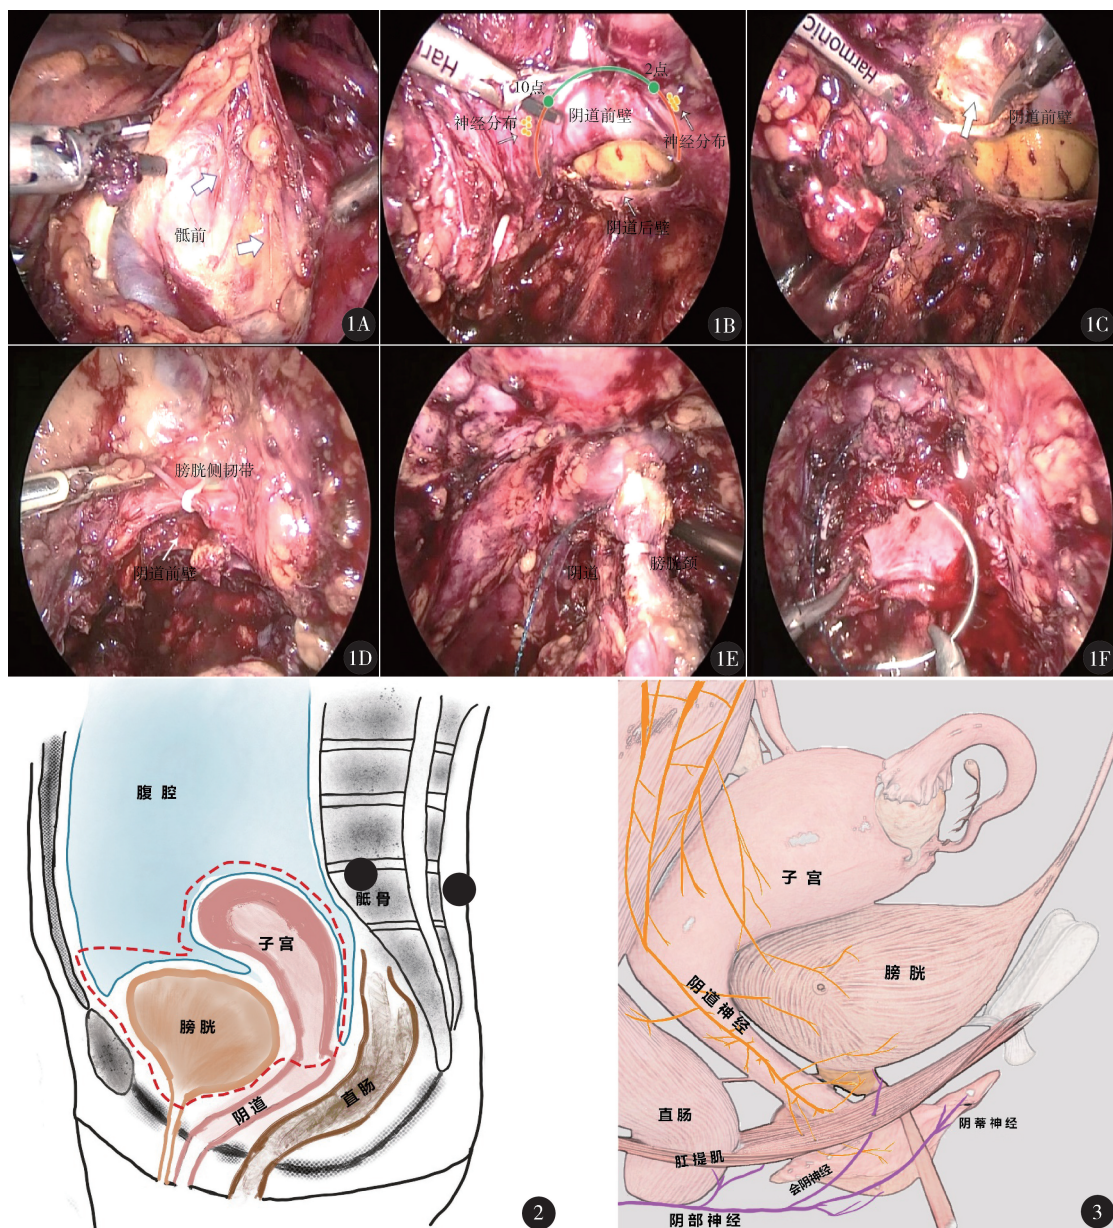 骶前
1A
Har
10点
2点
神经分布
阴道前壁
神经分布
阴道后壁
1B
Harmonic
阴道前壁
1C
膀胱侧韧带
阴道前壁
1D
阴道
膀胱颈
1E
1F
腹腔
骶骨
子宫
膀胱
阴道
直肠
2
子宫
膀胱
阴道神经
直肠
阴蒂神经
肛提肌
会阴神经
阴部神经
3